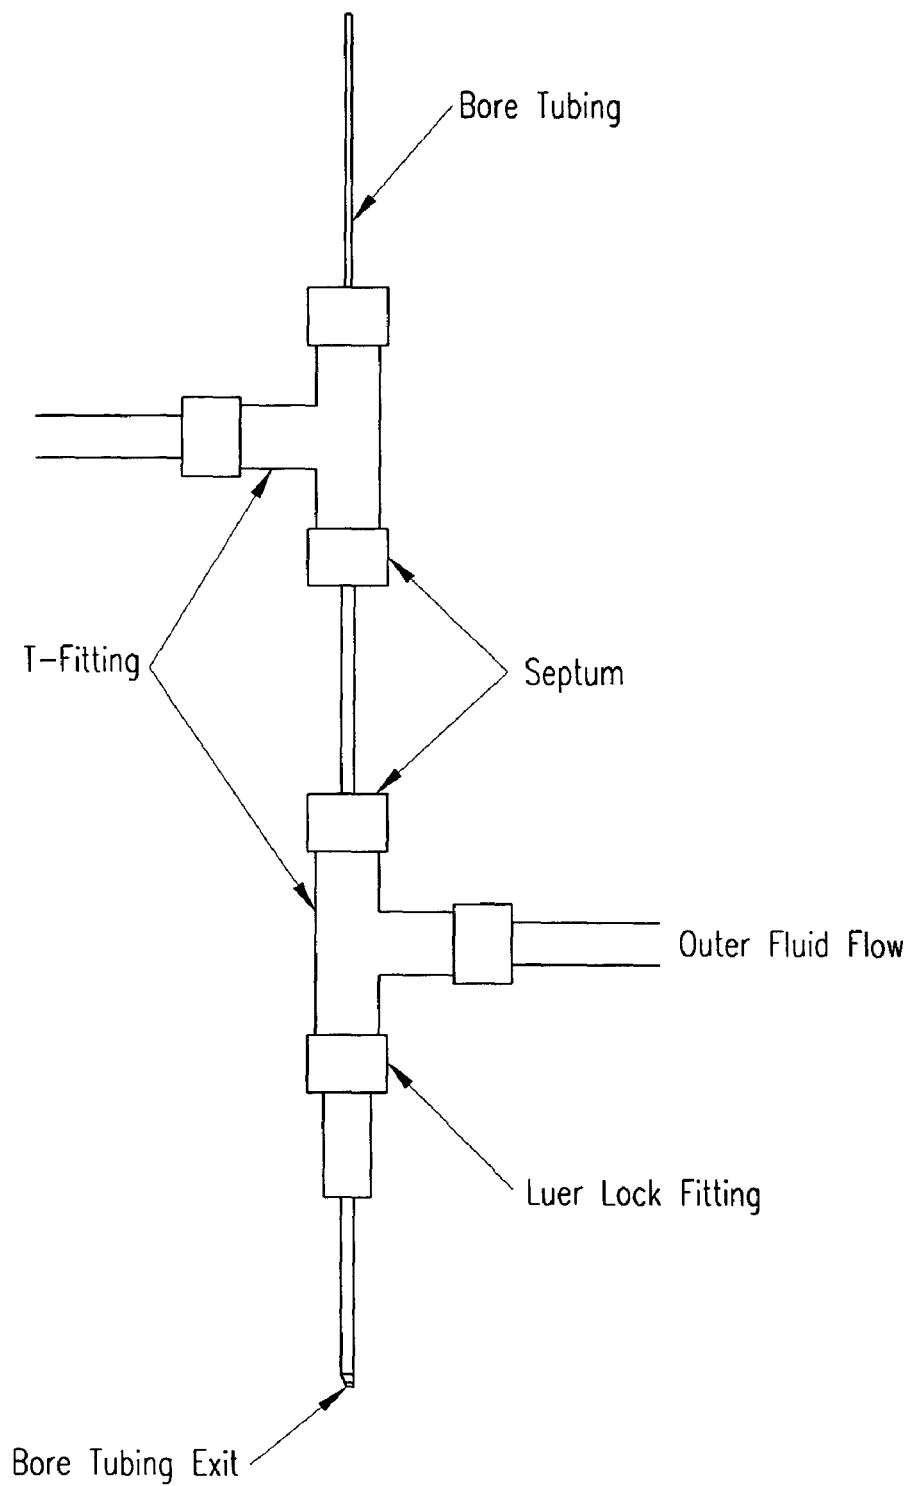 Bore Tubing
T-Fitting
Septum
Outer Fluid Flow
Luer Lock Fitting
Bore Tubing Exit